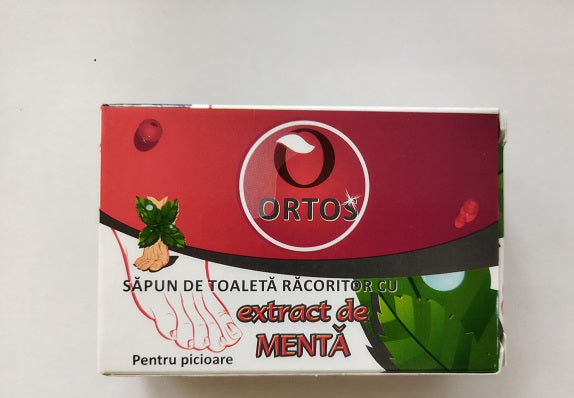 ORTOS
SĂPUN DE TOALETĂ RĂCORITOR CU
extract de
MENTĂ
Pentru picioare